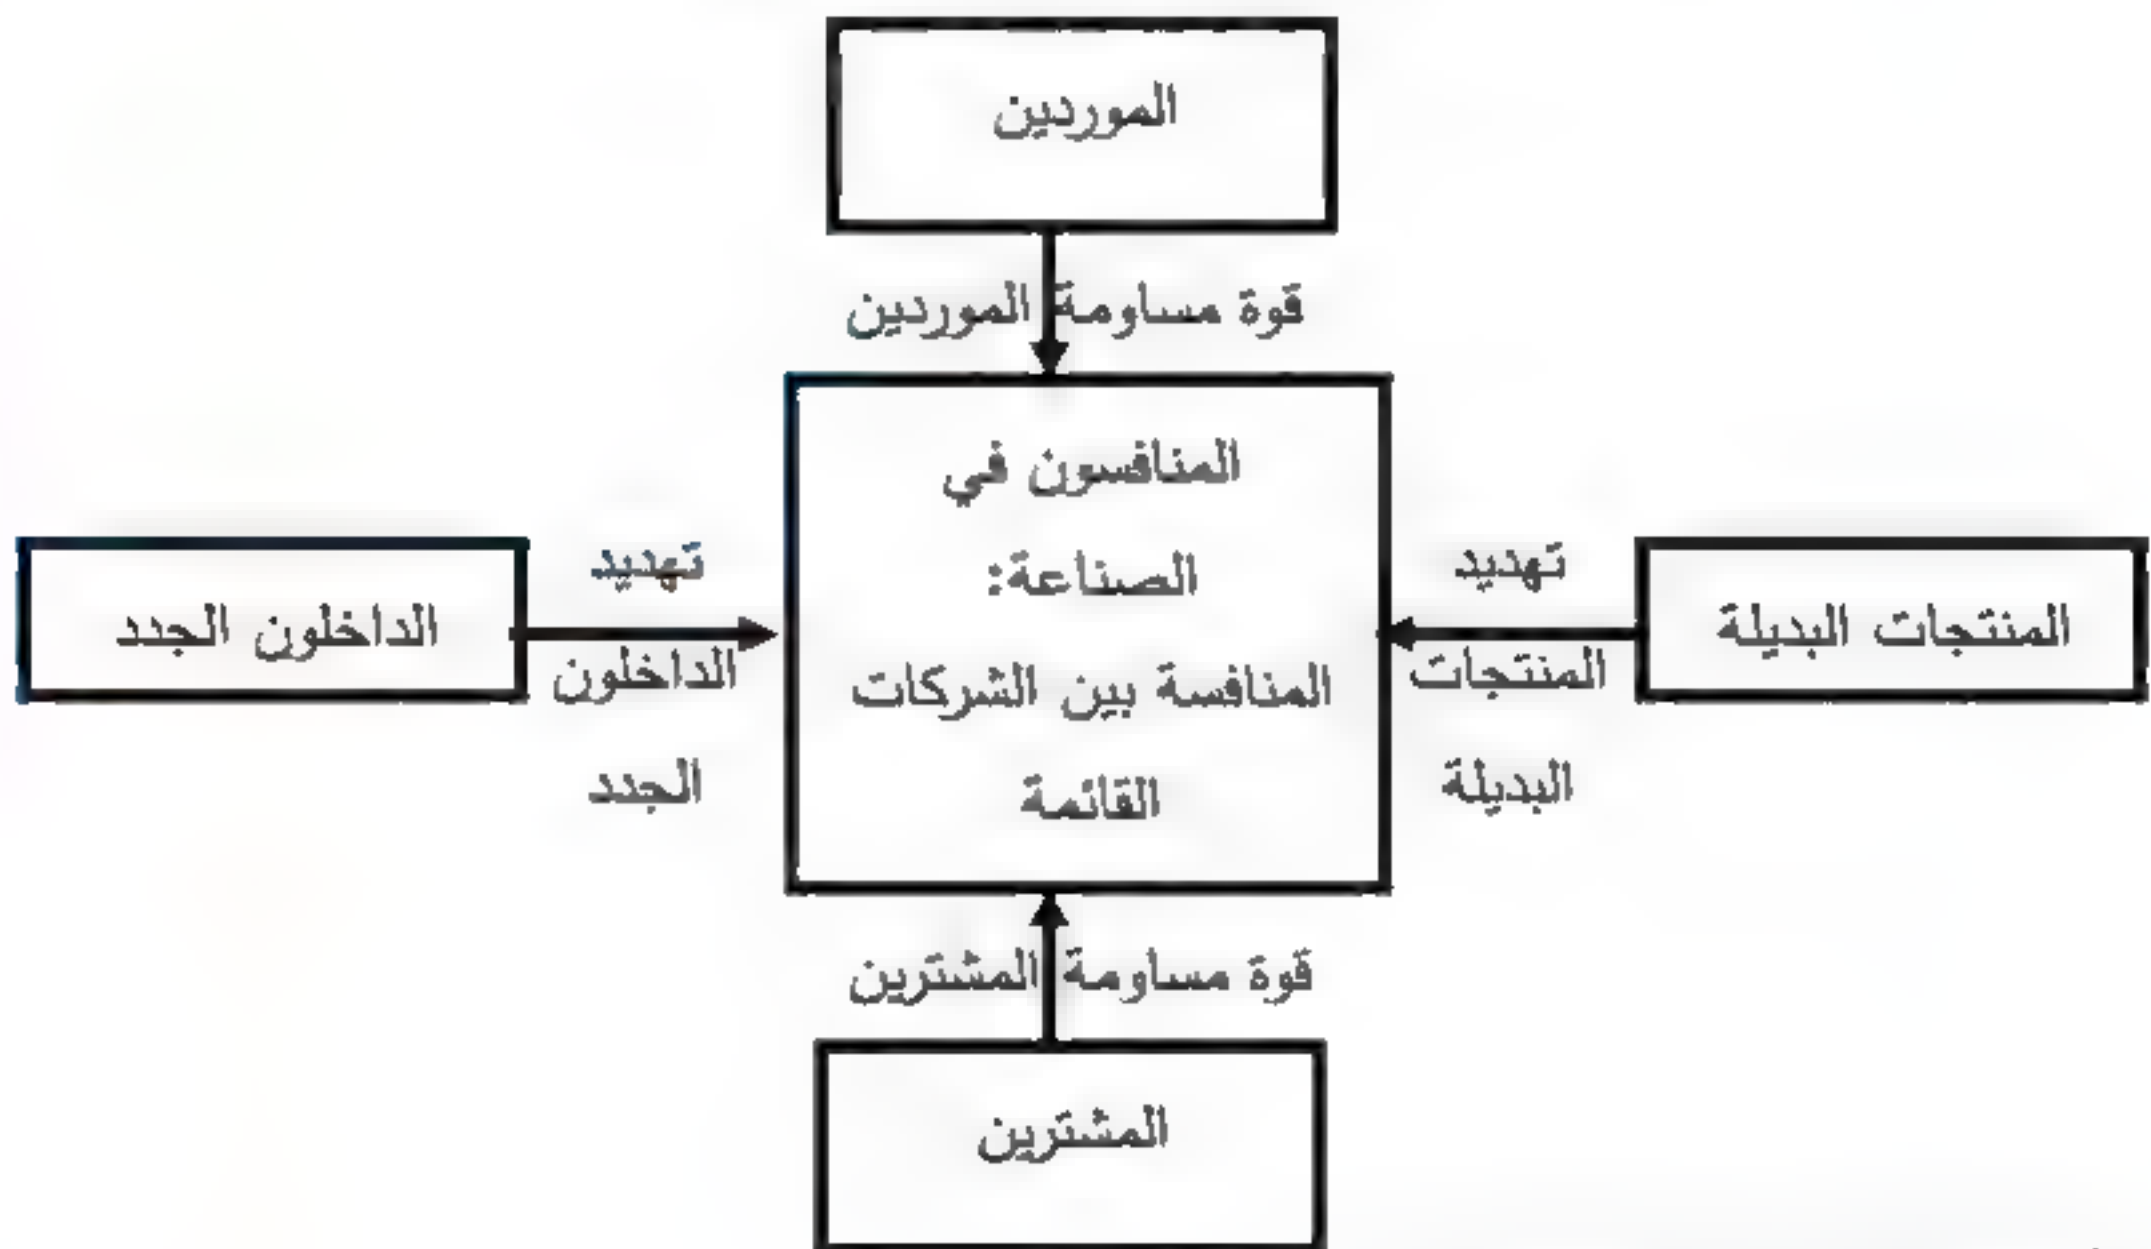 الموردين
قوة مساومة الموردين
المنافسون في
الصناعة:
المنافسة بين الشركات
القائمة
المنتجات البديلة
تهديد
المنتجات
البديلة
تهديد
الداخلون
الجدد
الداخلون الجدد
قوة مساومة المشترين
المشترين